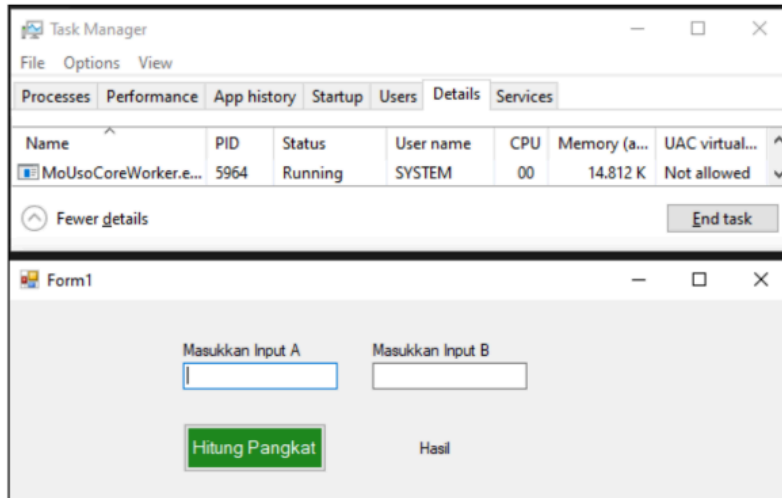 Task Manager
File Options View
Processes Performance App history Startup Users Details Services
Name PID Status User name CPU Memory (a... UAC virtual...
MoUsoCoreWorker.e... 5964 Running SYSTEM 00 14.812 K Not allowed
Fewer details End task
Form1
Masukkan Input A Masukkan Input B
Hitung Pangkat Hasil